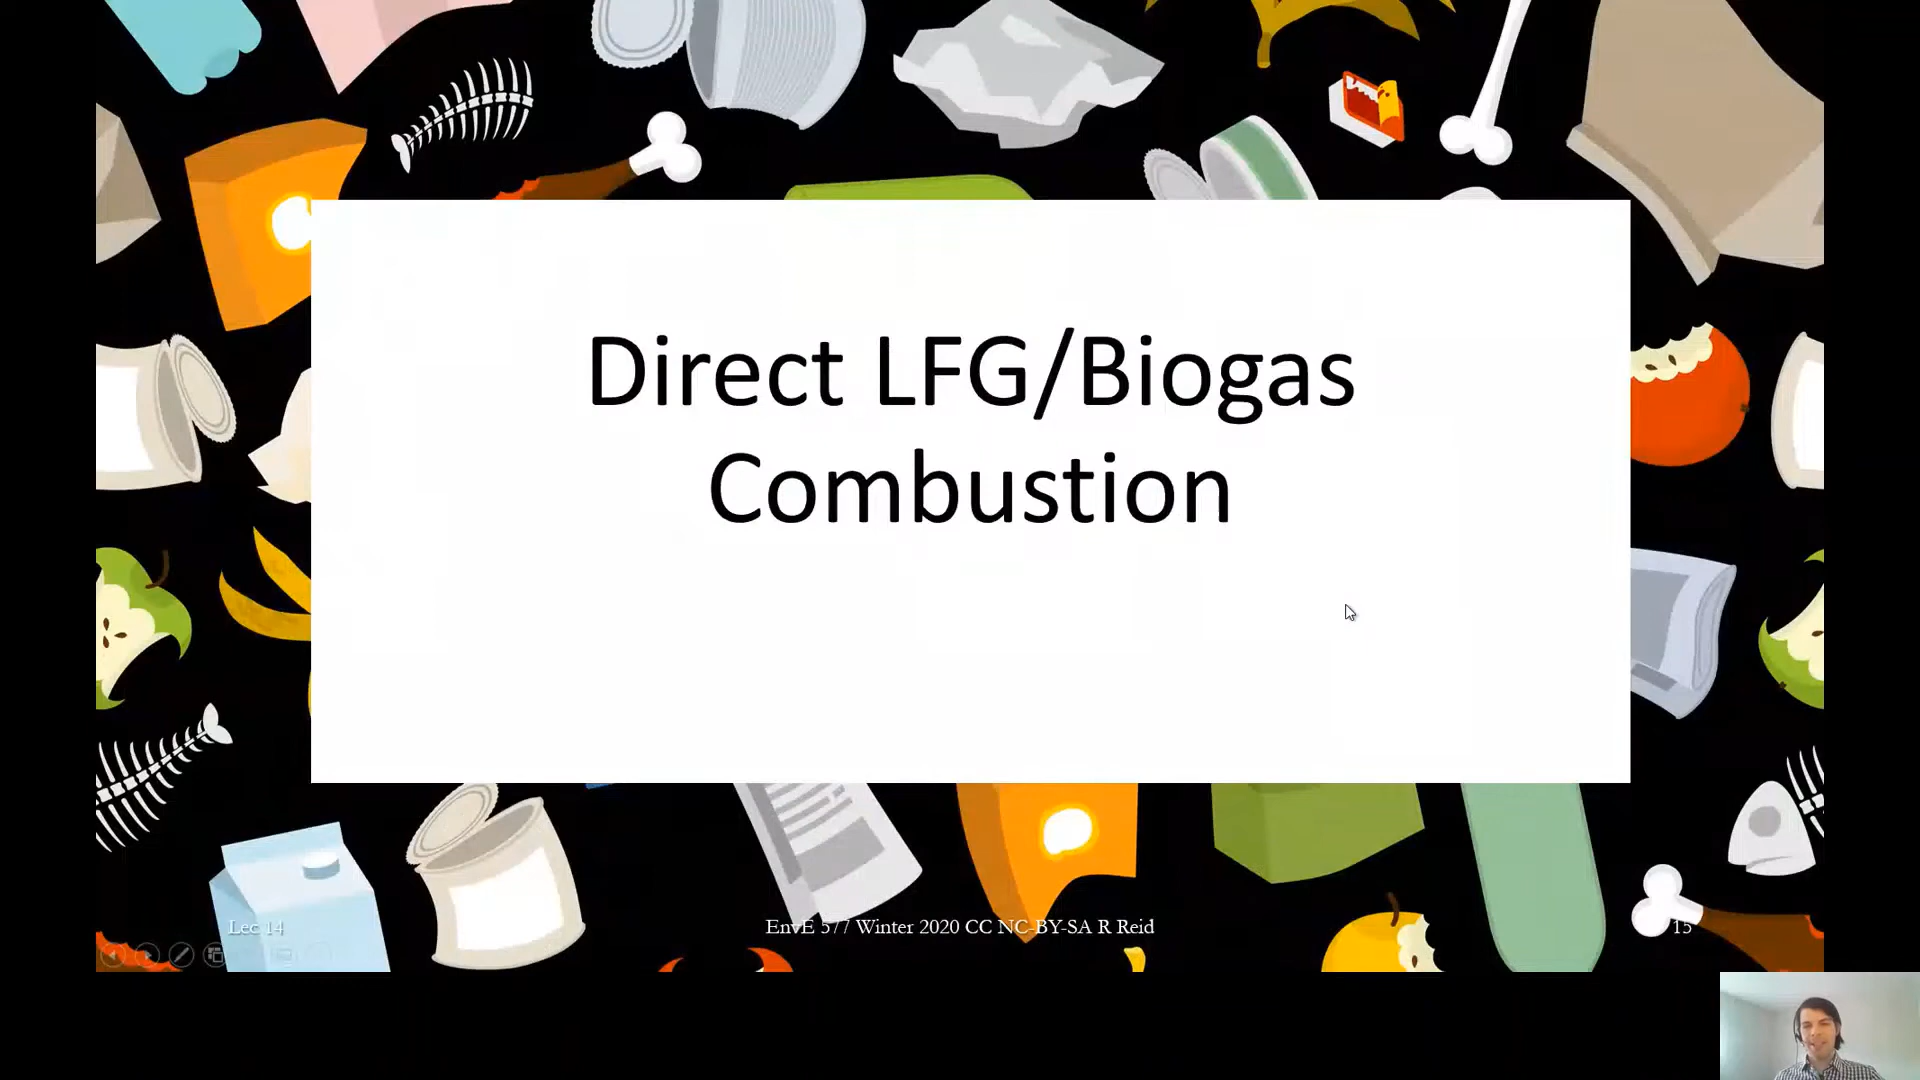 Direct LFG/Biogas
Combustion
Lec 14
EnvE 577 Winter 2020 CC NC-BY-SA R Reid
15